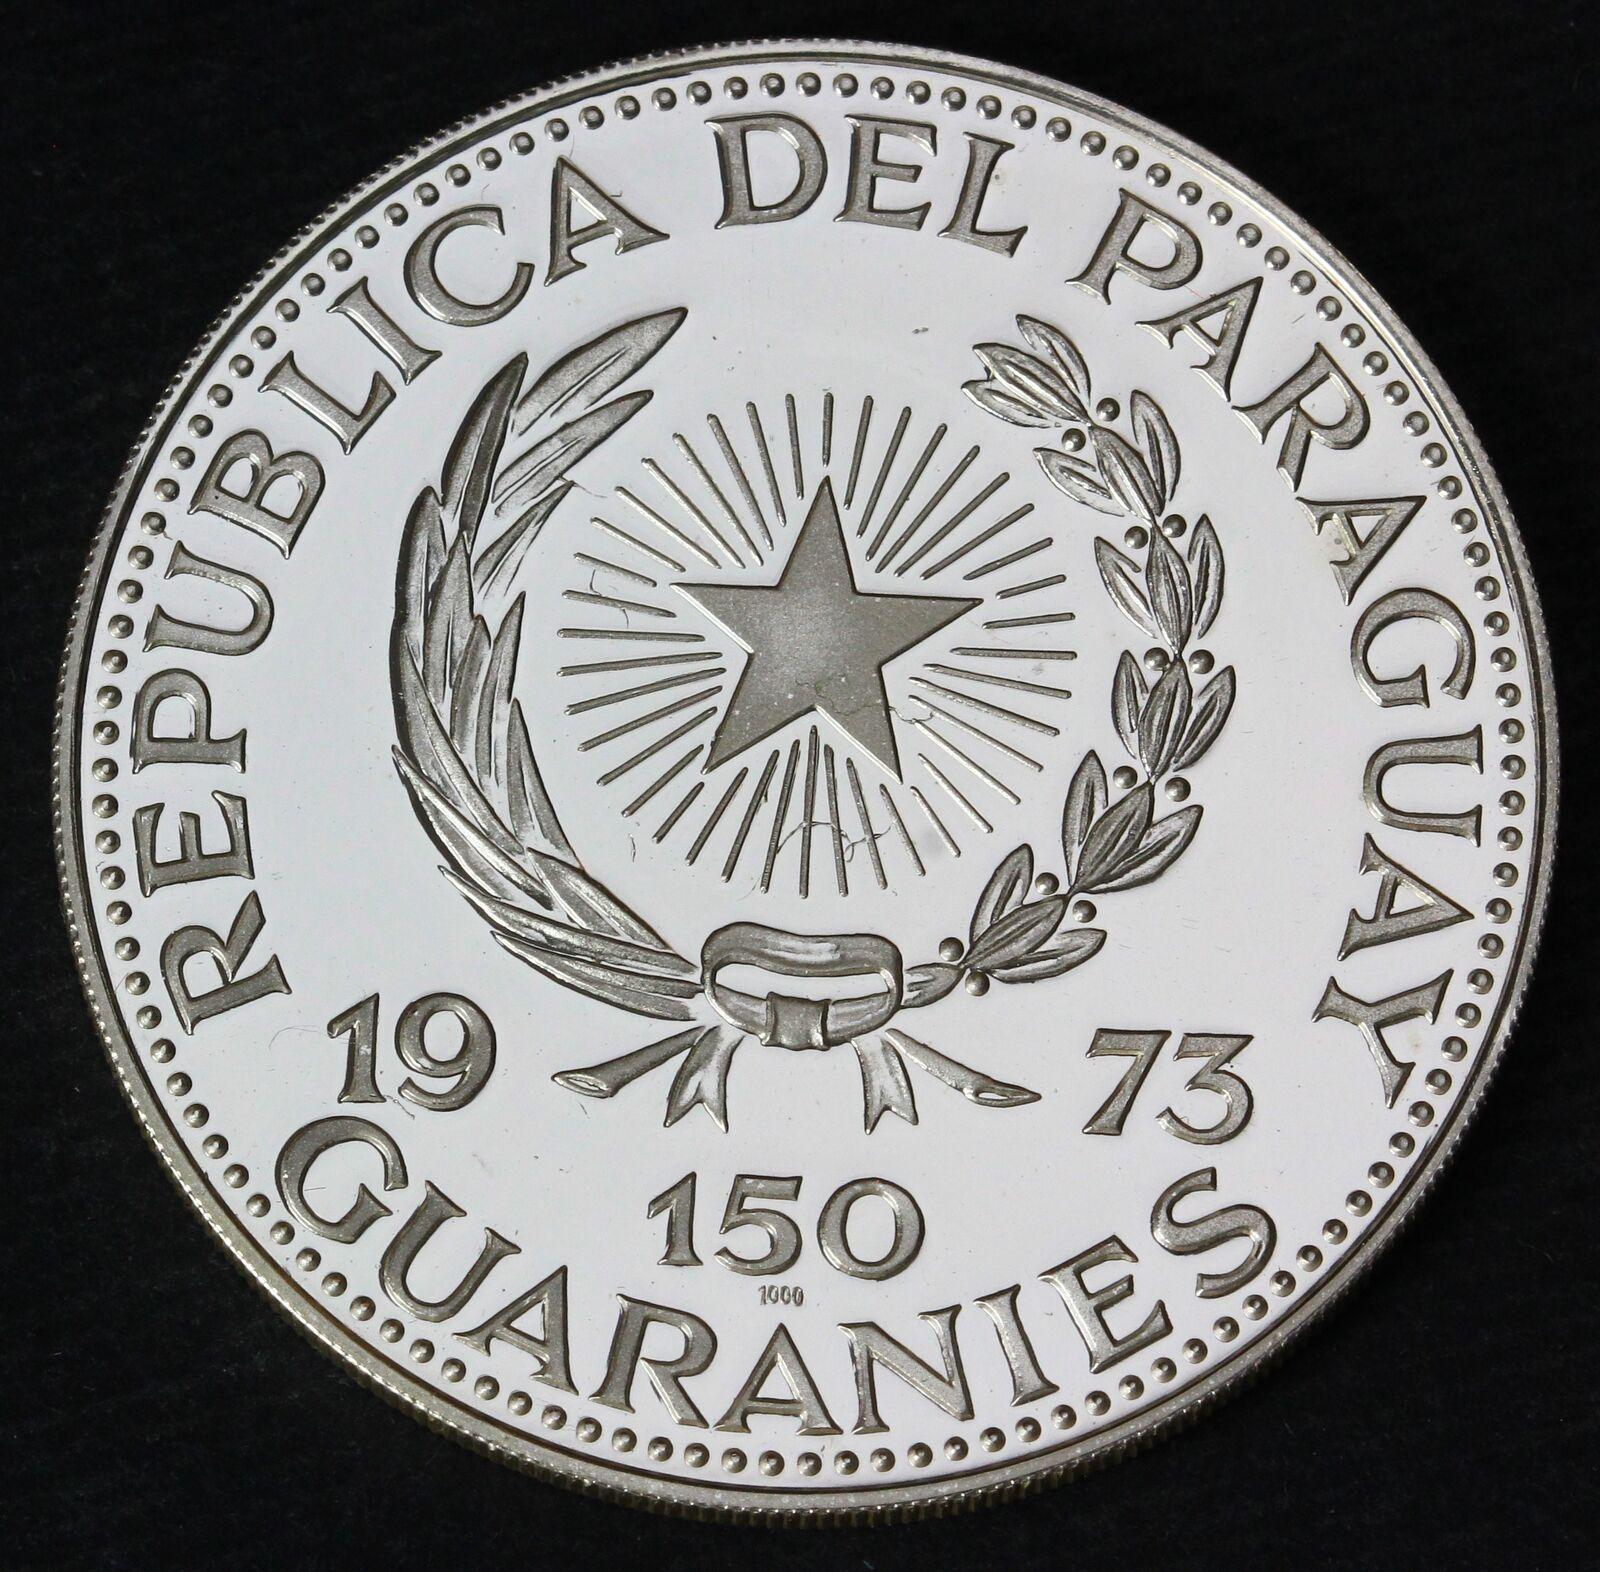 REPUBLICA DEL PARAGUAY
19 73
150
1000
GUARANIES